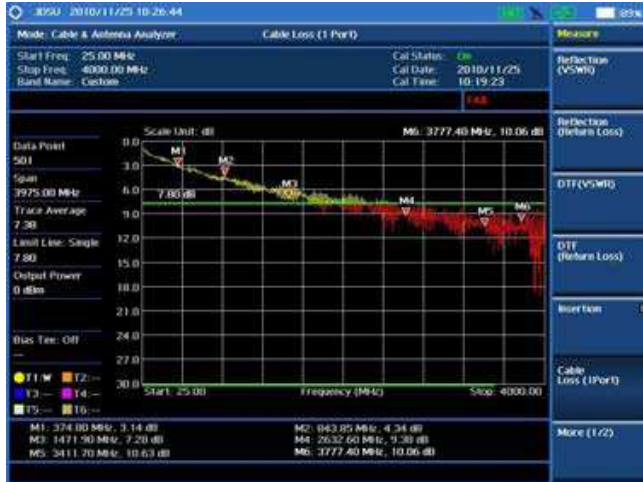 JDSU 2010/11/25 10:26:44
89%
Mode: Cable & Antenna Analyzer
Cable Loss (1 Port)
Measure
Start Freq: 25.00 MHz
Stop Freq: 4000.00 MHz
Band Name: Custom
Cal Status: On
Cal Date: 2010/11/25
Cal Time: 10:19:23
FAIL
Reflection
(VSWR)
Reflection
(Return Loss)
DTF(VSWR)
DTF
(Return Loss)
Insertion
Cable
Loss (1Port)
More (1/2)
Data Point
501
Span
3975.00 MHz
Trace Average
7.38
Limit Line: Single
7.80
Output Power
0 dBm
Bias Tee: Off
--
T1:W T2:--
T3:-- T4:--
T5:-- T6:--
Scale Unit: dB
M6: 3777.40 MHz, 10.06 dB
0.0
3.0
6.0
9.0
12.0
15.0
18.0
21.0
24.0
27.0
30.0
7.80 dB
M1
M2
M3
M4
M5
M6
Start: 25.00
Frequency (MHz)
Stop: 4000.00
M1: 374.80 MHz, 3.14 dB
M2: 843.85 MHz, 4.34 dB
M3: 1471.90 MHz, 7.28 dB
M4: 2632.60 MHz, 9.38 dB
M5: 3411.70 MHz, 10.63 dB
M6: 3777.40 MHz, 10.06 dB